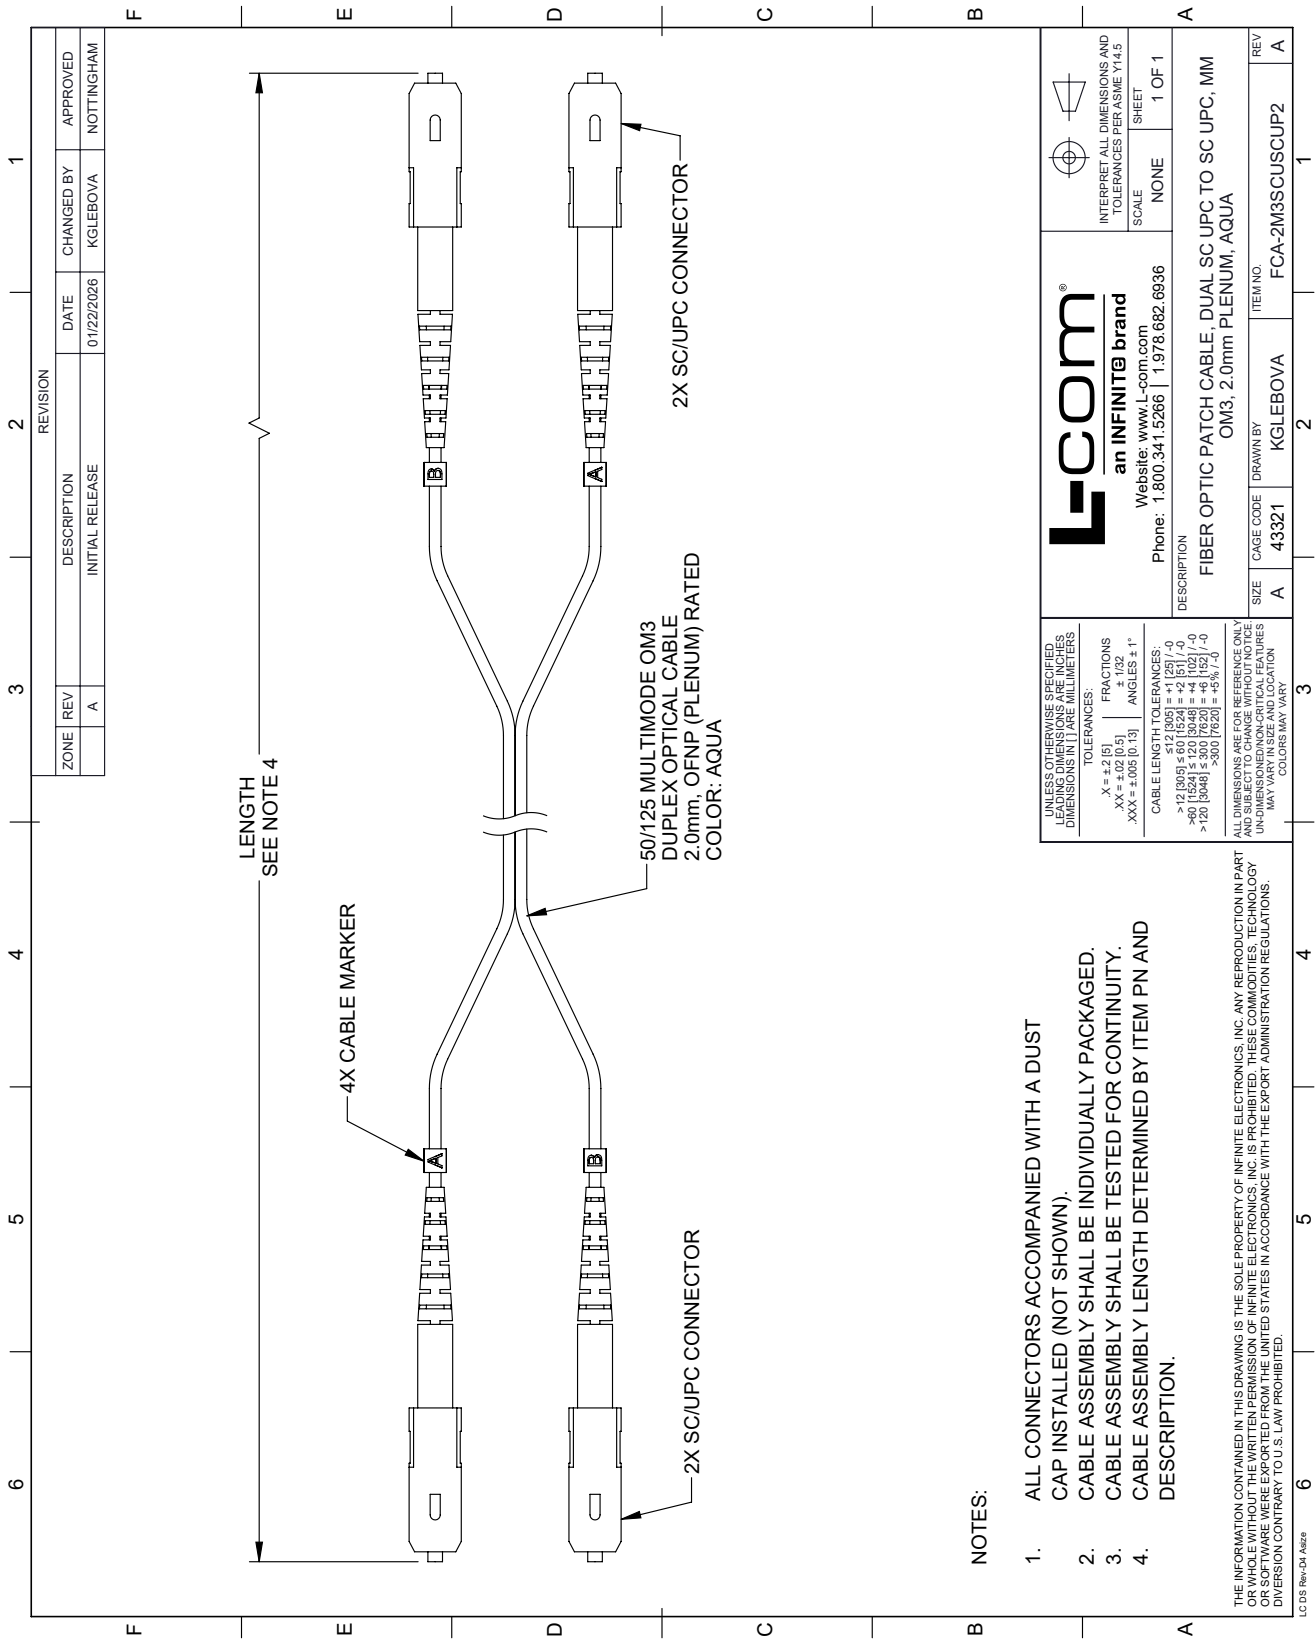 F
E
D
C
B
A
6
5
4
3
2
1
REVISION
ZONE REV DESCRIPTION DATE CHANGED BY APPROVED
A INITIAL RELEASE 01/22/2026 KGLEBOVA NOTTINGHAM
LENGTH
SEE NOTE 4
4X CABLE MARKER
A
B
B
A
50/125 MULTIMODE OM3
DUPLEX OPTICAL CABLE
2.0mm, OFNP (PLENUM) RATED
COLOR: AQUA
2X SC/UPC CONNECTOR
2X SC/UPC CONNECTOR
NOTES:
1. ALL CONNECTORS ACCOMPANIED WITH A DUST
CAP INSTALLED (NOT SHOWN).
2. CABLE ASSEMBLY SHALL BE INDIVIDUALLY PACKAGED.
3. CABLE ASSEMBLY SHALL BE TESTED FOR CONTINUITY.
4. CABLE ASSEMBLY LENGTH DETERMINED BY ITEM PN AND
DESCRIPTION.
THE INFORMATION CONTAINED IN THIS DRAWING IS THE SOLE PROPERTY OF INFINITE ELECTRONICS, INC. ANY REPRODUCTION IN PART
OR WHOLE WITHOUT THE WRITTEN PERMISSION OF INFINITE ELECTRONICS, INC. IS PROHIBITED. THESE COMMODITIES, TECHNOLOGY
OR SOFTWARE WERE EXPORTED FROM THE UNITED STATES IN ACCORDANCE WITH THE EXPORT ADMINISTRATION REGULATIONS.
DIVERSION CONTRARY TO U.S. LAW PROHIBITED.
UNLESS OTHERWISE SPECIFIED
LEADING DIMENSIONS ARE INCHES
DIMENSIONS IN [ ] ARE MILLIMETERS
TOLERANCES:
.X = ±.2 [5] FRACTIONS
.XX = ±.02 [0.5] ± 1/32
.XXX = ±.005 [0.13] ANGLES ± 1°
CABLE LENGTH TOLERANCES:
≤12 [305] = +1 [25] / -0
>12 [305] ≤ 60 [1524] = +2 [51] / -0
>60 [1524] ≤ 120 [3048] = +4 [102] / -0
>120 [3048] ≤ 300 [7620] = +6 [152] / -0
>300 [7620] = +5% / -0
ALL DIMENSIONS ARE FOR REFERENCE ONLY
AND SUBJECT TO CHANGE WITHOUT NOTICE.
UN-DIMENSIONED/NON-CRITICAL FEATURES
MAY VARY IN SIZE AND LOCATION
COLORS MAY VARY
L-com®
an INFINIT@ brand
Website: www.L-com.com
Phone: 1.800.341.5266 | 1.978.682.6936
INTERPRET ALL DIMENSIONS AND
TOLERANCES PER ASME Y14.5
SCALE NONE
SHEET 1 OF 1
DESCRIPTION
FIBER OPTIC PATCH CABLE, DUAL SC UPC TO SC UPC, MM
OM3, 2.0mm PLENUM, AQUA
SIZE A
CAGE CODE 43321
DRAWN BY KGLEBOVA
ITEM NO. FCA-2M3SCUSCUP2
REV A
6
5
4
3
2
1
F
E
D
C
B
A
LC DS Rev-D4 Asize